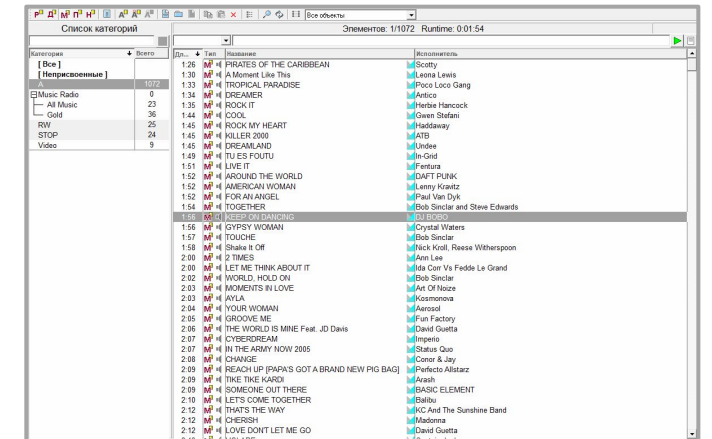 Р Д М П Н А А А Все объекты
Список категорий Элементов: 1/1072 Runtime: 0:01:54
Категория Всего Дл... Тип Название Исполнитель
[ Все ]
[ Неприсвоенные ]
A 1072
Music Radio 0
All Music 23
Gold 36
RW 25
STOP 24
Video 9
1:26 М PIRATES OF THE CARIBBEAN Scotty
1:30 М A Moment Like This Leona Lewis
1:33 М TROPICAL PARADISE Poco Loco Gang
1:34 М DREAMER Antico
1:35 М ROCK IT Herbie Hancock
1:44 М COOL Gwen Stefani
1:45 М ROCK MY HEART Haddaway
1:45 М KILLER 2000 ATB
1:45 М DREAMLAND Undee
1:49 М TU ES FOUTU In-Grid
1:51 М LIVE IT Fentura
1:52 М AROUND THE WORLD DAFT PUNK
1:52 М AMERICAN WOMAN Lenny Kravitz
1:52 М FOR AN ANGEL Paul Van Dyk
1:54 М TOGETHER Bob Sinclar and Steve Edwards
1:56 М KEEP ON DANCING DJ BOBO
1:56 М GYPSY WOMAN Crystal Waters
1:57 М TOUCHE Bob Sinclar
1:58 М Shake It Off Nick Kroll, Reese Witherspoon
2:00 М 2 TIMES Ann Lee
2:00 М LET ME THINK ABOUT IT Ida Corr Vs Fedde Le Grand
2:02 М WORLD, HOLD ON Bob Sinclar
2:03 М MOMENTS IN LOVE Art Of Noize
2:03 М AYLA Kosmonova
2:04 М YOUR WOMAN Aerosol
2:05 М GROOVE ME Fun Factory
2:06 М THE WORLD IS MINE Feat. JD Davis David Guetta
2:07 М CYBERDREAM Imperio
2:07 М IN THE ARMY NOW 2005 Status Quo
2:08 М CHANGE Conor & Jay
2:09 М REACH UP [PAPA'S GOT A BRAND NEW PIG BAG] Perfecto Allstarz
2:09 М TIKE TIKE KARDI Arash
2:09 М SOMEONE OUT THERE BASIC ELEMENT
2:10 М LET'S COME TOGETHER Balibu
2:12 М THAT'S THE WAY KC And The Sunshine Band
2:12 М CHERISH Madonna
2:12 М LOVE DON'T LET ME GO David Guetta